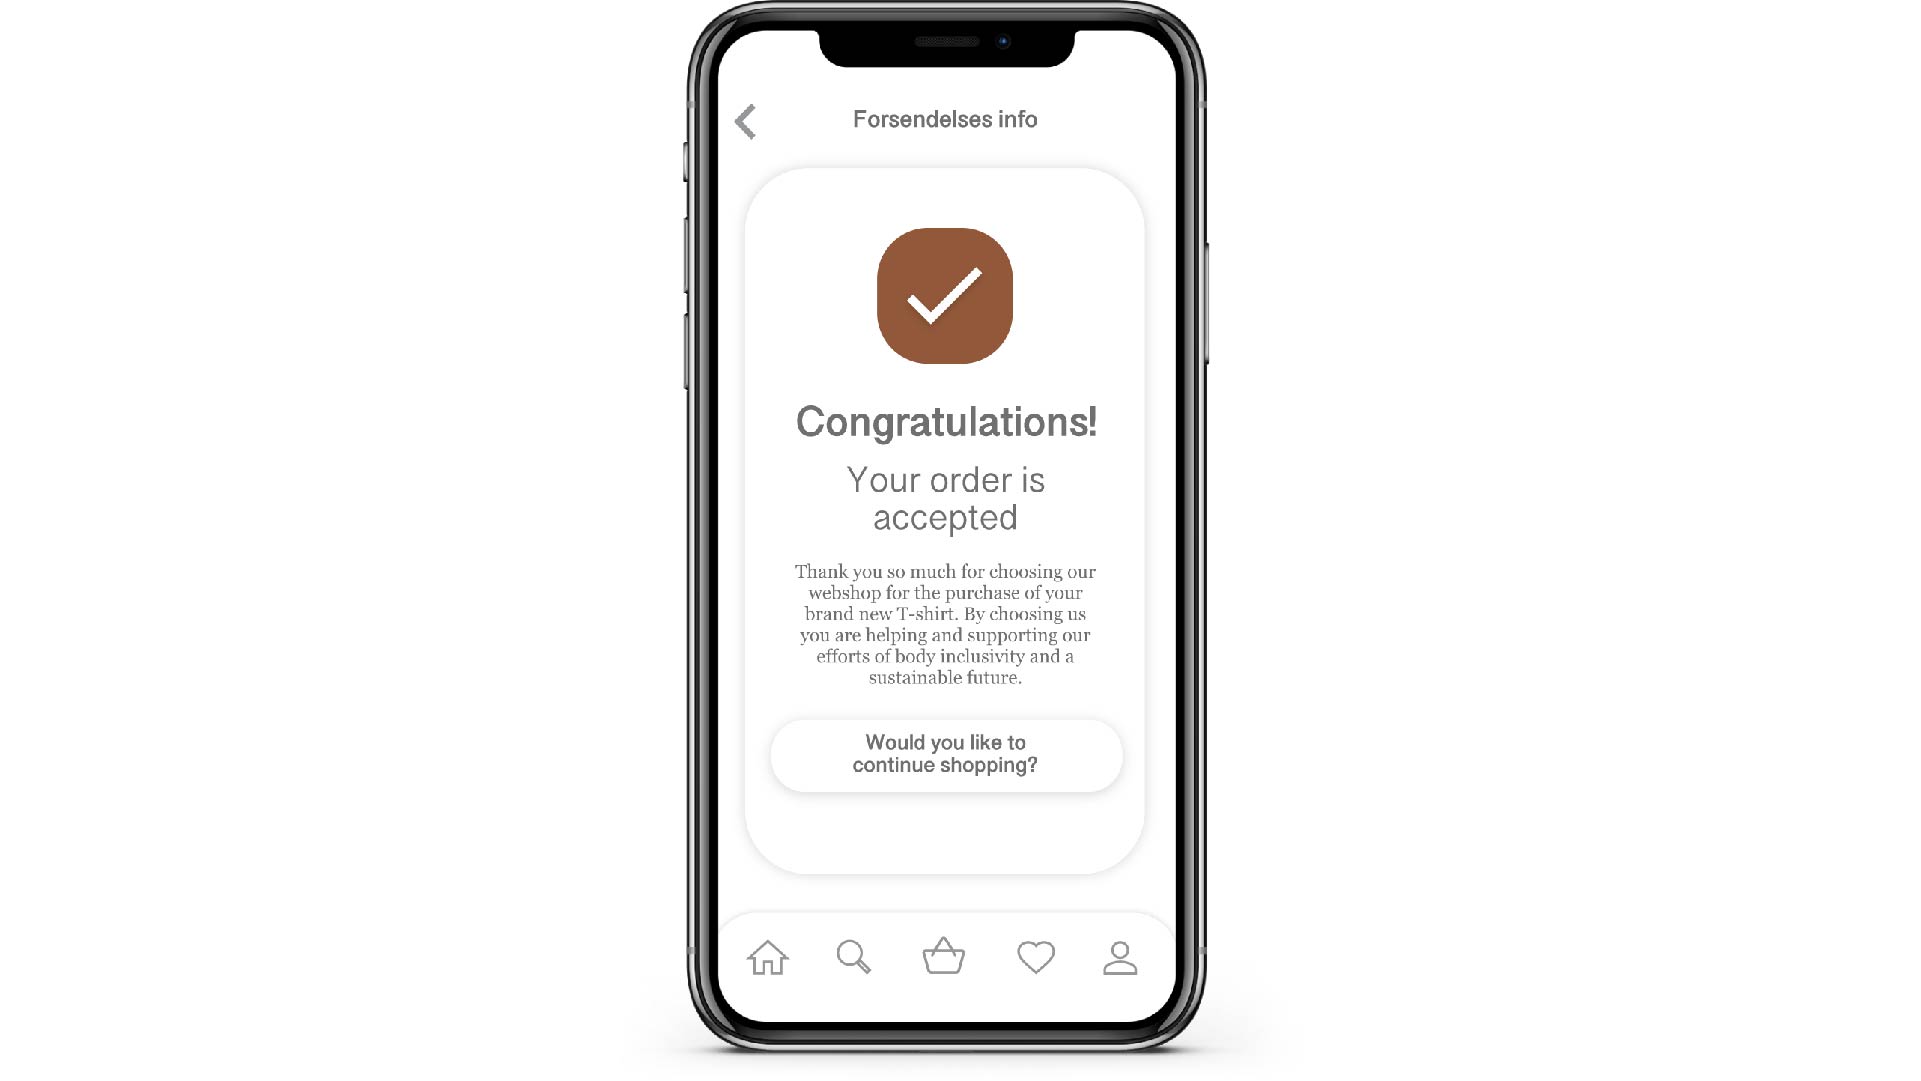 Forsendelses info
Congratulations!
Your order is
accepted
Thank you so much for choosing our
webshop for the purchase of your
brand new T-shirt. By choosing us
you are helping and supporting our
efforts of body inclusivity and a
sustainable future.
Would you like to
continue shopping?